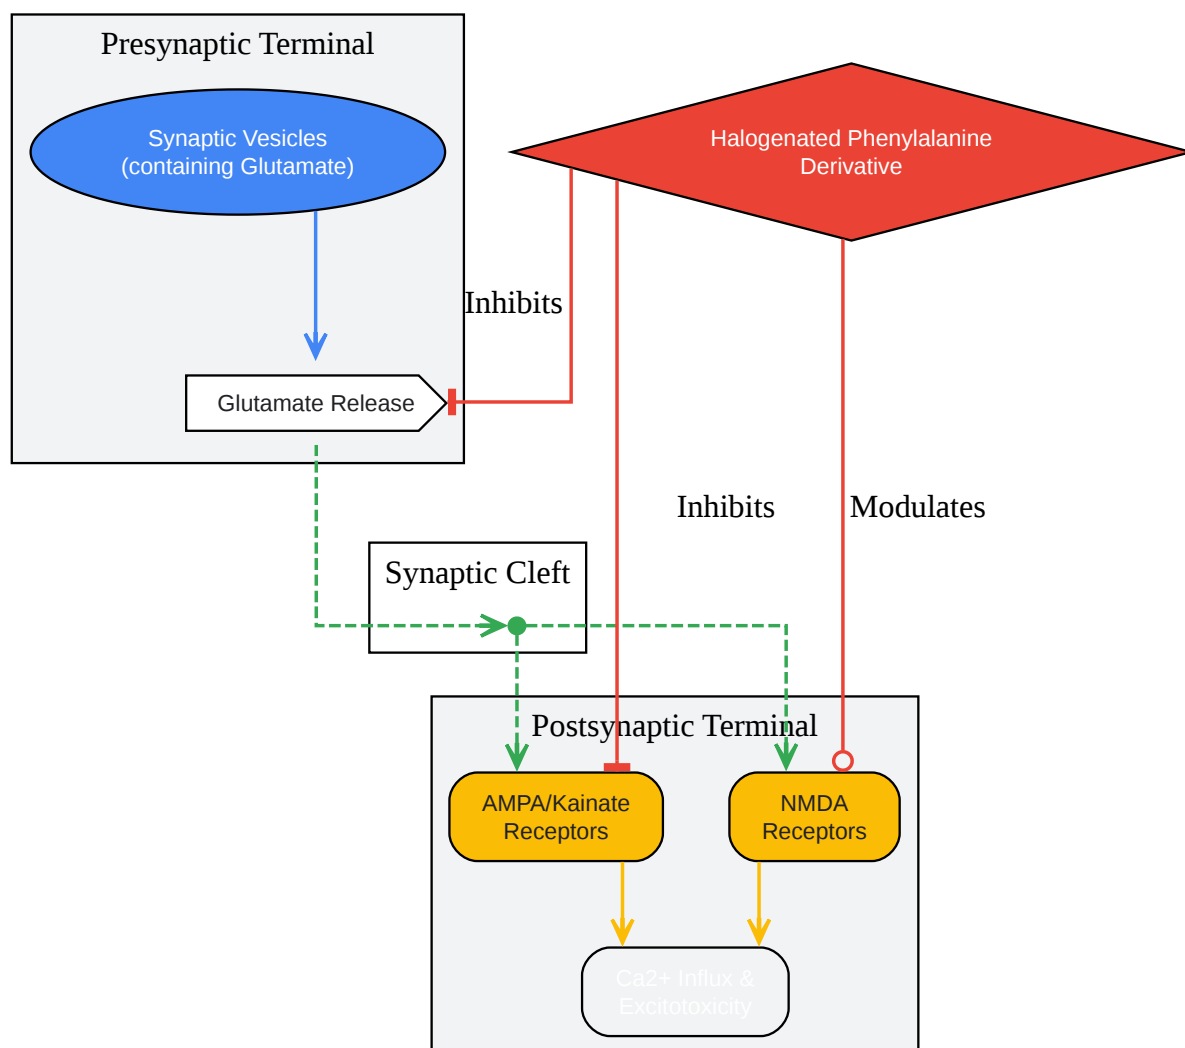 Presynaptic Terminal
Synaptic Vesicles
(containing Glutamate)
Halogenated Phenylalanine
Derivative
Inhibits
Glutamate Release
Inhibits
Modulates
Synaptic Cleft
Postsynaptic Terminal
AMPA/Kainate
Receptors
NMDA
Receptors
Ca2+ Influx &
Excitotoxicity